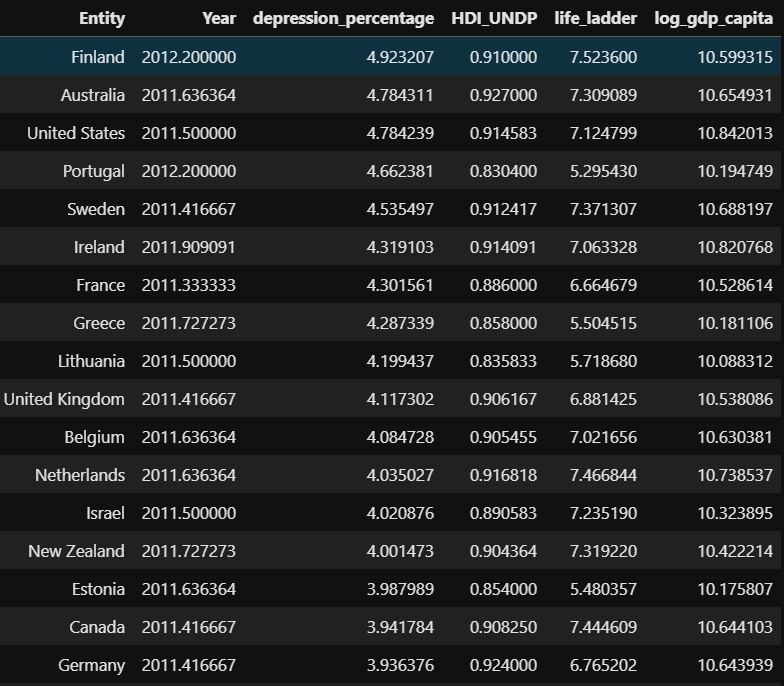 Entity Year depression_percentage HDI_UNDP life_ladder log_gdp_capita
Finland 2012.200000 4.923207 0.910000 7.523600 10.599315
Australia 2011.636364 4.784311 0.927000 7.309089 10.654931
United States 2011.500000 4.784239 0.914583 7.124799 10.842013
Portugal 2012.200000 4.662381 0.830400 5.295430 10.194749
Sweden 2011.416667 4.535497 0.912417 7.371307 10.688197
Ireland 2011.909091 4.319103 0.914091 7.063328 10.820768
France 2011.333333 4.301561 0.886000 6.664679 10.528614
Greece 2011.727273 4.287339 0.858000 5.504515 10.181106
Lithuania 2011.500000 4.199437 0.835833 5.718680 10.088312
United Kingdom 2011.416667 4.117302 0.906167 6.881425 10.538086
Belgium 2011.636364 4.084728 0.905455 7.021656 10.630381
Netherlands 2011.636364 4.035027 0.916818 7.466844 10.738537
Israel 2011.500000 4.020876 0.890583 7.235190 10.323895
New Zealand 2011.727273 4.001473 0.904364 7.319220 10.422214
Estonia 2011.636364 3.987989 0.854000 5.480357 10.175807
Canada 2011.416667 3.941784 0.908250 7.444609 10.644103
Germany 2011.416667 3.936376 0.924000 6.765202 10.643939